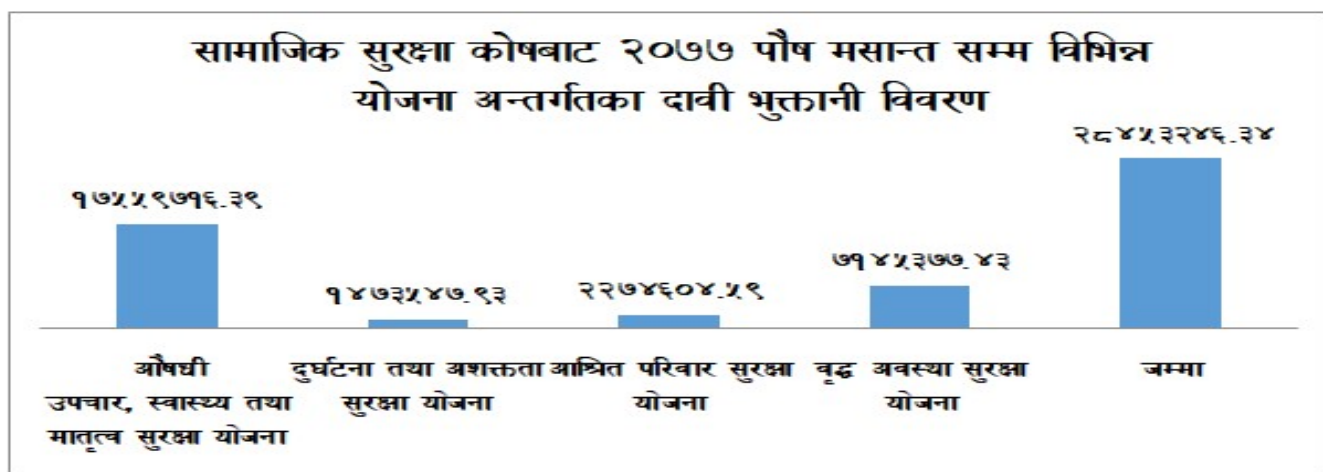 सामाजिक सुरक्षा कोषबाट २०७७ पौष मसान्त सम्म विभिन्न
योजना अन्तर्गतका दावी भुक्तानी विवरण
२८४५३२४६.३४
१७५५९७१६.३९
७१४५३७७.४३
१४७३५४७.९३
२२७४६०४.५९
औषधी
उपचार, स्वास्थ्य तथा
मातृत्व सुरक्षा योजना
दुर्घटना तथा अशक्तता
सुरक्षा योजना
आश्रित परिवार सुरक्षा
योजना
वृद्ध अवस्था सुरक्षा
योजना
जम्मा